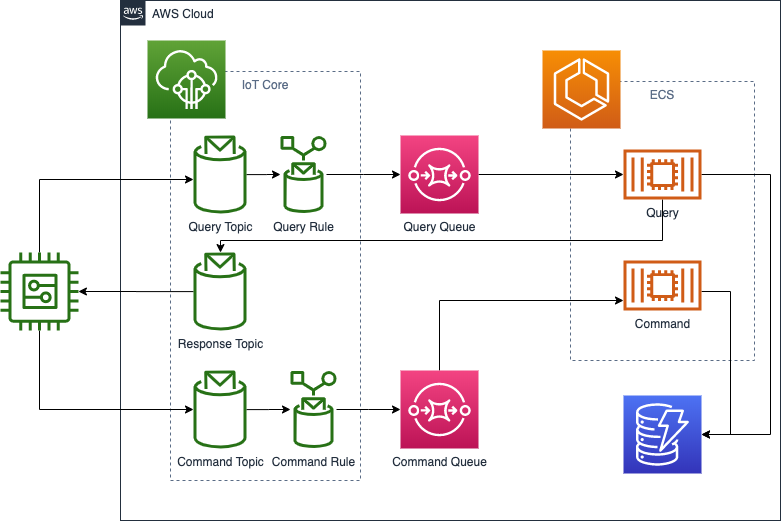 aws
AWS Cloud
IoT Core
ECS
Query Topic
Query Rule
Query Queue
Query
Response Topic
Command
Command Topic
Command Rule
Command Queue